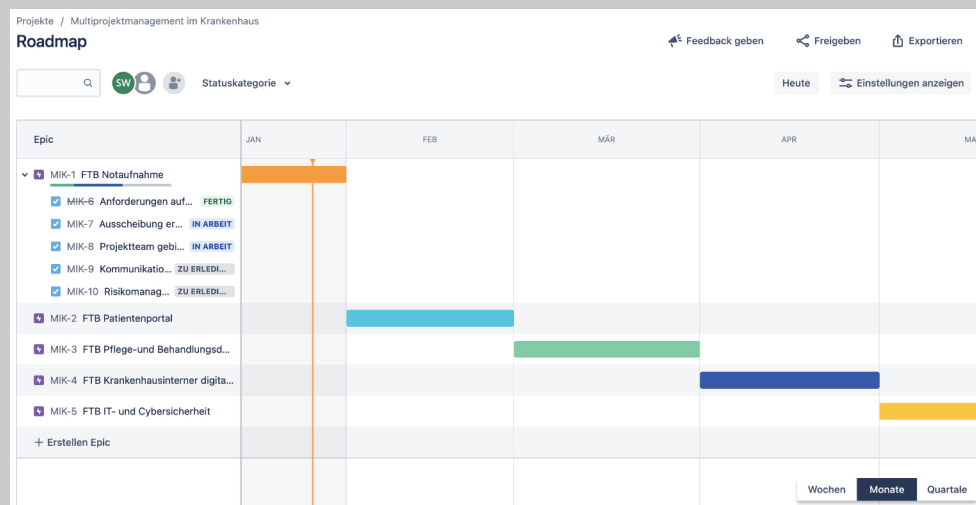 Projekte / Multiprojektmanagement im Krankenhaus
Roadmap
Feedback geben
Freigeben
Exportieren
SW
Statuskategorie
Heute
Einstellungen anzeigen
Epic
JAN
FEB
MÄR
APR
MA
MIK-1 FTB Notaufnahme
MIK-6 Anforderungen auf... FERTIG
MIK-7 Ausscheibung er... IN ARBEIT
MIK-8 Projektteam gebi... IN ARBEIT
MIK-9 Kommunikatio... ZU ERLEDI...
MIK-10 Risikomanag... ZU ERLEDI...
MIK-2 FTB Patientenportal
MIK-3 FTB Pflege-und Behandlungsd...
MIK-4 FTB Krankenhausinterner digita...
MIK-5 FTB IT- und Cybersicherheit
+ Erstellen Epic
Wochen
Monate
Quartale